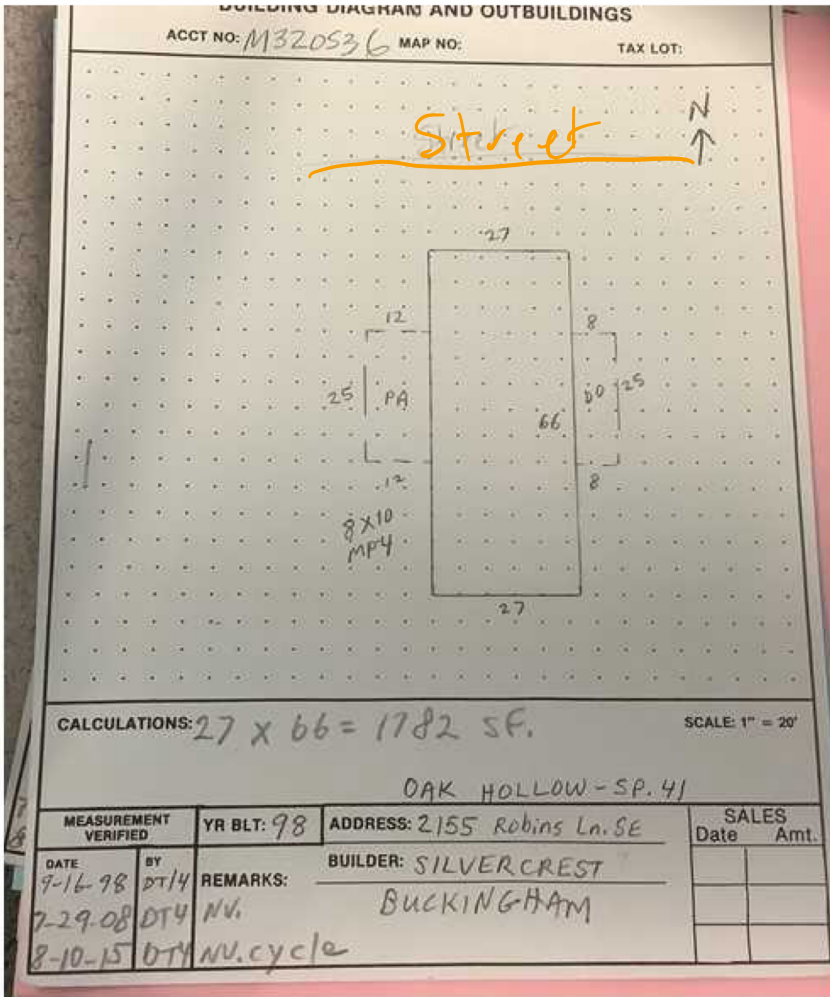 BUILDING DIAGRAM AND OUTBUILDINGS
ACCT NO: M320536 MAP NO: TAX LOT:
Street
N
27
12
8
25
PA
DO
25
66
12
8
8X10
MP4
27
CALCULATIONS: 27 x 66 = 1782 SF. SCALE: 1" = 20'
OAK HOLLOW - SP. 41
MEASUREMENT VERIFIED
YR BLT: 98
ADDRESS: 2155 Robins Ln. SE
SALES
Date Amt.
DATE BY
REMARKS:
BUILDER: SILVERCREST
BUCKINGHAM
9-16-98 DT/4
7-29-08 DT4 NV.
8-10-15 DT4 NV. cycle